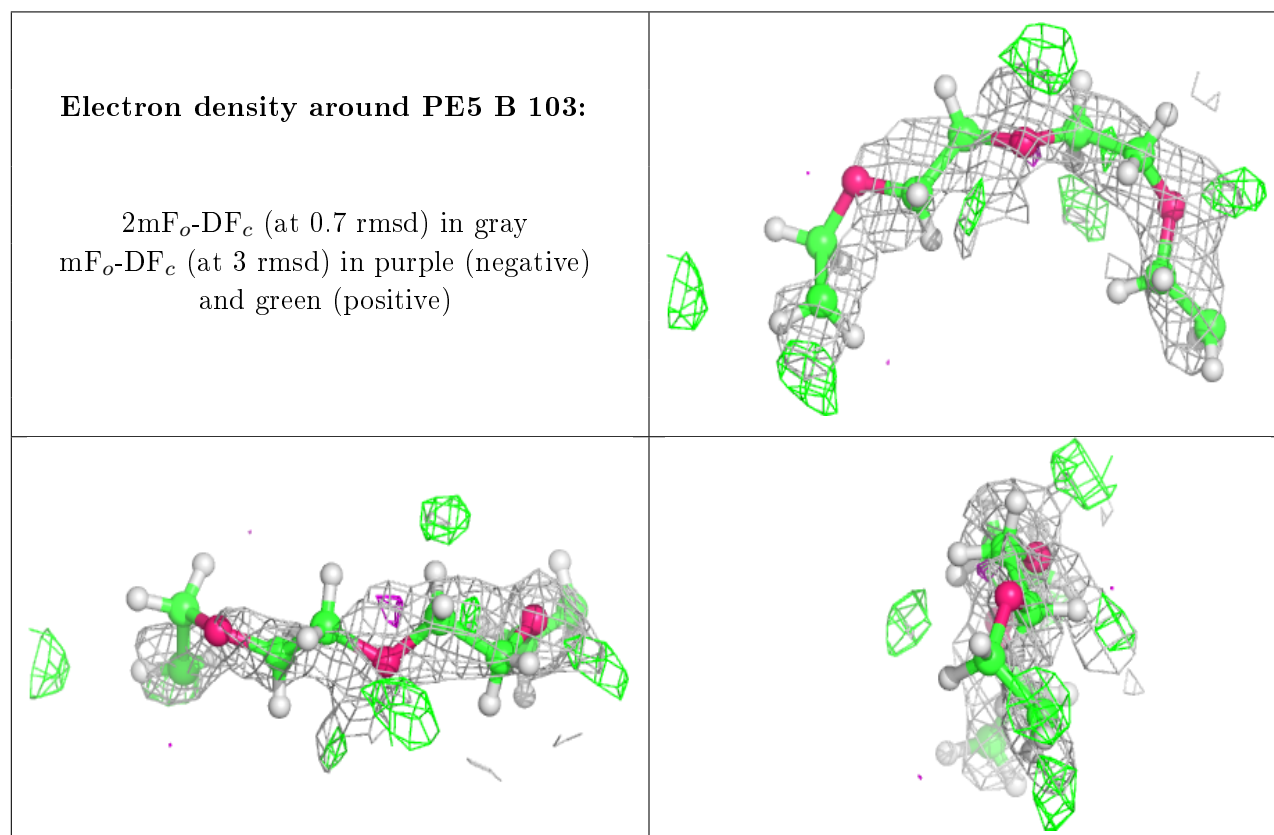 Electron density around PE5 B 103:
2mFo-DFc (at 0.7 rmsd) in gray
mFo-DFc (at 3 rmsd) in purple (negative)
and green (positive)